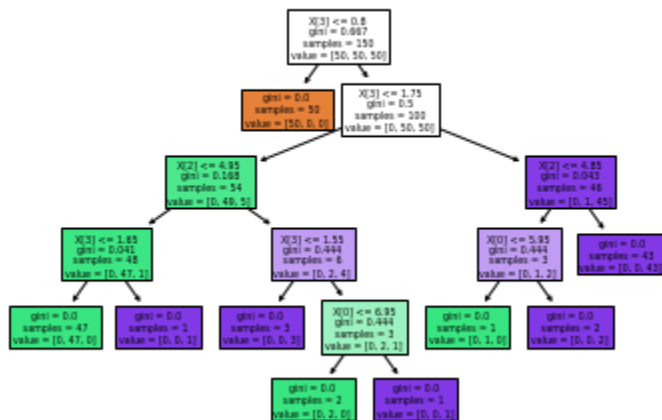 X[3] <= 0.8
gini = 0.667
samples = 150
value = [50, 50, 50]
gini = 0.0
samples = 50
value = [50, 0, 0]
X[3] <= 1.75
gini = 0.5
samples = 100
value = [0, 50, 50]
X[2] <= 4.95
gini = 0.168
samples = 54
value = [0, 49, 5]
X[2] <= 4.85
gini = 0.043
samples = 46
value = [0, 1, 45]
X[3] <= 1.65
gini = 0.041
samples = 48
value = [0, 47, 1]
X[3] <= 1.55
gini = 0.444
samples = 6
value = [0, 2, 4]
X[0] <= 5.95
gini = 0.444
samples = 3
value = [0, 1, 2]
gini = 0.0
samples = 43
value = [0, 0, 43]
gini = 0.0
samples = 47
value = [0, 47, 0]
gini = 0.0
samples = 1
value = [0, 0, 1]
gini = 0.0
samples = 3
value = [0, 0, 3]
X[0] <= 6.95
gini = 0.444
samples = 3
value = [0, 2, 1]
gini = 0.0
samples = 1
value = [0, 1, 0]
gini = 0.0
samples = 2
value = [0, 0, 2]
gini = 0.0
samples = 2
value = [0, 2, 0]
gini = 0.0
samples = 1
value = [0, 0, 1]